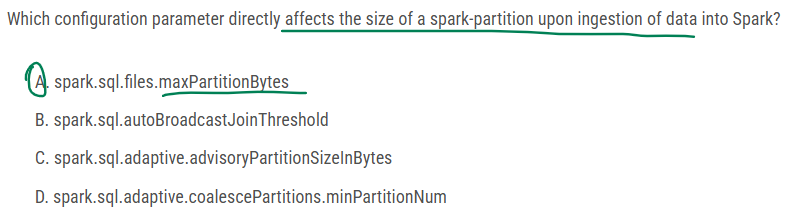 Which configuration parameter directly affects the size of a spark-partition upon ingestion of data into Spark?
A. spark.sql.files.maxPartitionBytes
B. spark.sql.autoBroadcastJoinThreshold
C. spark.sql.adaptive.advisoryPartitionSizeInBytes
D. spark.sql.adaptive.coalescePartitions.minPartitionNum